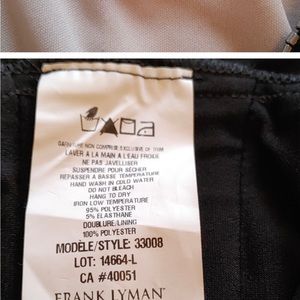 GARNITURE NON COMPRISE/EXCLUSIVE OF TRIM
LAVER A LA MAIN A L'EAU FROIDE
NE PAS JAVELLISER
SUSPENDRE POUR SÉCHER
REPASSER A BASSE TEMPERATURE
HAND WASH IN COLD WATER
DO NOT BLEACH
HANG TO DRY
IRON LOW TEMPERATURE
95% POLYESTER
5% ELASTHANE
DOUBLURE/LINING
100% POLYESTER
MODÈLE/STYLE: 33008
LOT: 14664-L
CA #40051
FRANK LYMAN